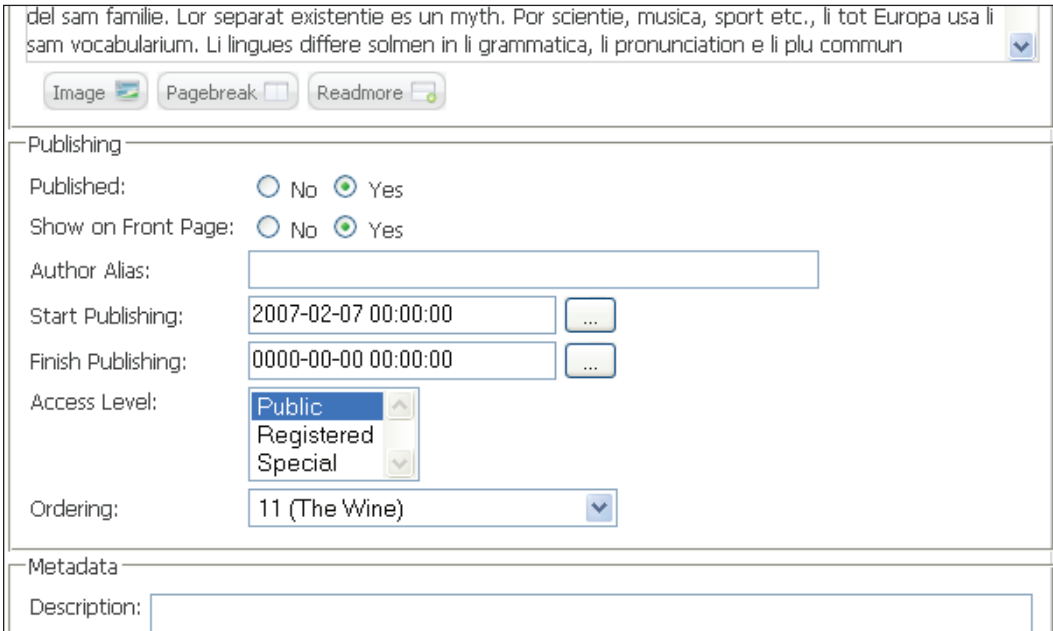 del sam familie. Lor separat existentie es un myth. Por scientie, musica, sport etc., li tot Europa usa li
sam vocabularium. Li lingues differe solmen in li grammatica, li pronunciation e li plu commun
Image Pagebreak Readmore
Publishing
Published: No Yes
Show on Front Page: No Yes
Author Alias:
Start Publishing: 2007-02-07 00:00:00 ...
Finish Publishing: 0000-00-00 00:00:00 ...
Access Level: Public
Registered
Special
Ordering: 11 (The Wine)
Metadata
Description: